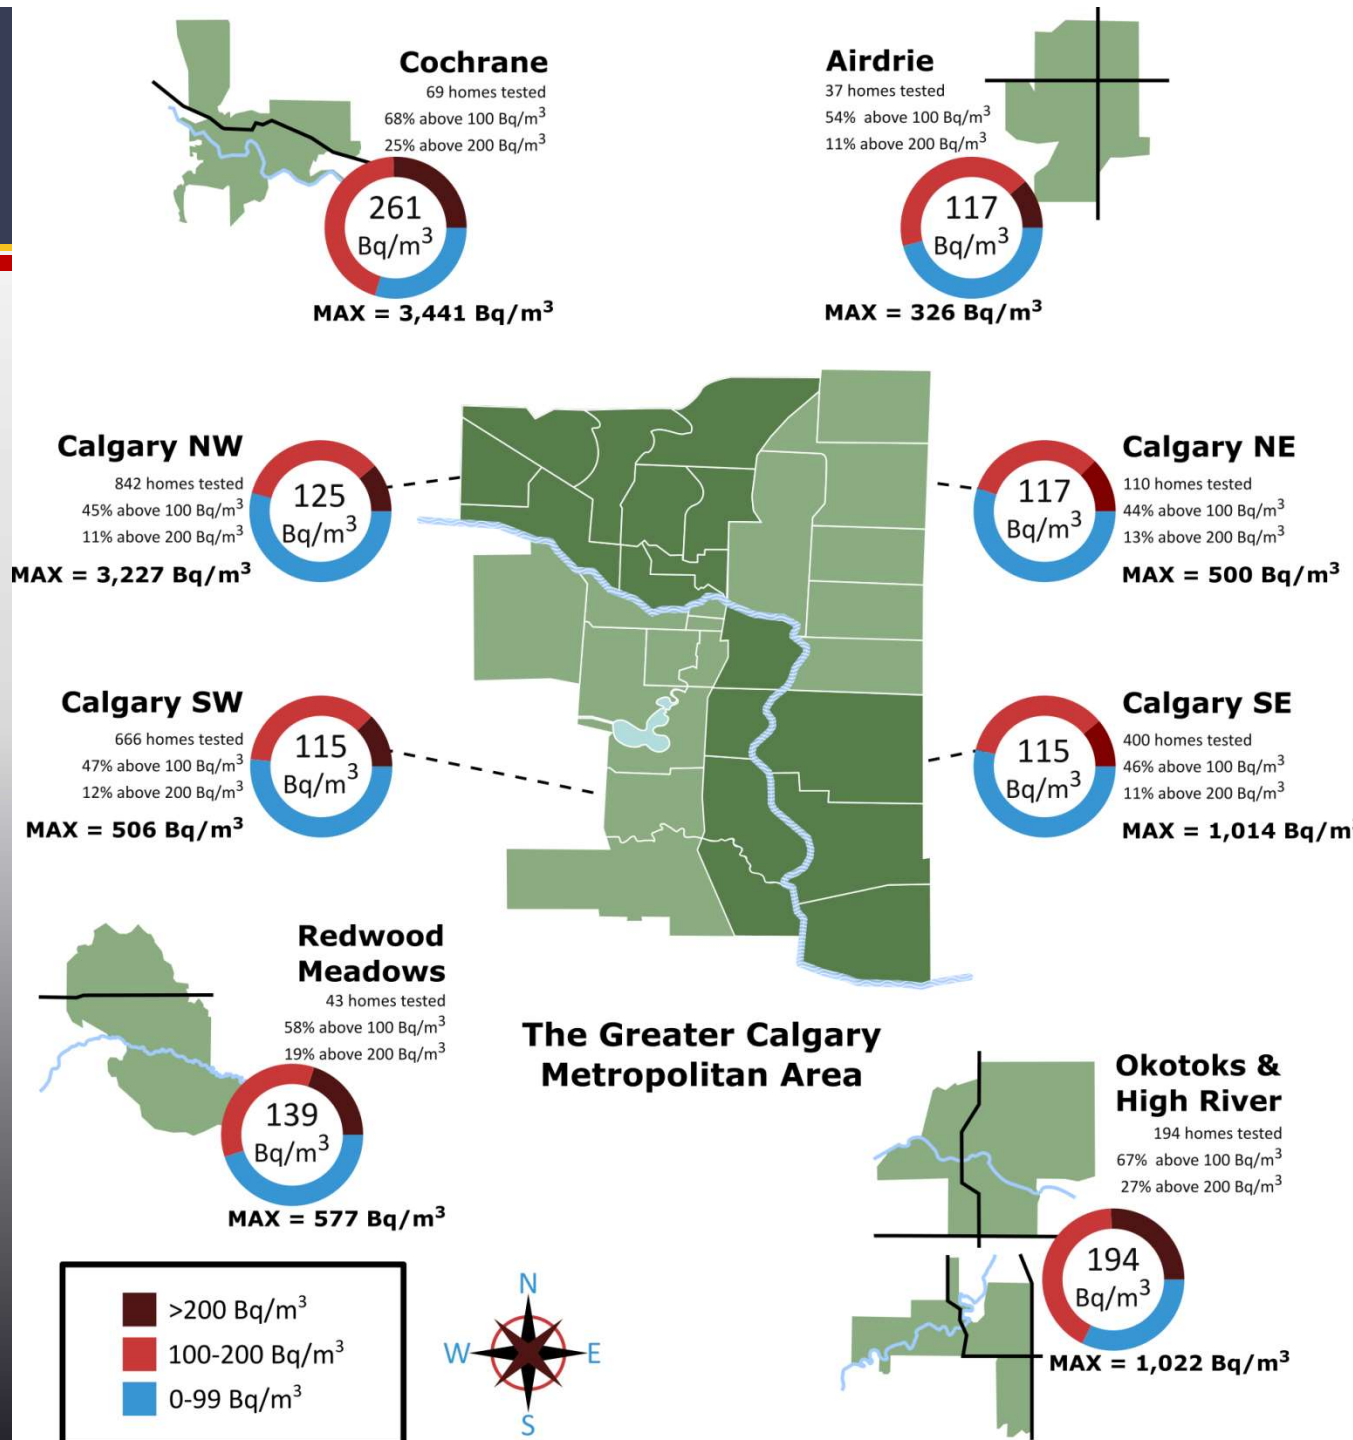 Cochrane
69 homes tested
68% above 100 Bq/m³
25% above 200 Bq/m³
261
Bq/m³
MAX = 3,441 Bq/m³
Airdrie
37 homes tested
54% above 100 Bq/m³
11% above 200 Bq/m³
117
Bq/m³
MAX = 326 Bq/m³
Calgary NW
842 homes tested
45% above 100 Bq/m³
11% above 200 Bq/m³
MAX = 3,227 Bq/m³
125
Bq/m³
117
Bq/m³
Calgary NE
110 homes tested
44% above 100 Bq/m³
13% above 200 Bq/m³
MAX = 500 Bq/m³
Calgary SW
666 homes tested
47% above 100 Bq/m³
12% above 200 Bq/m³
MAX = 506 Bq/m³
115
Bq/m³
115
Bq/m³
Calgary SE
400 homes tested
46% above 100 Bq/m³
11% above 200 Bq/m³
MAX = 1,014 Bq/m³
Redwood
Meadows
43 homes tested
58% above 100 Bq/m³
19% above 200 Bq/m³
139
Bq/m³
MAX = 577 Bq/m³
The Greater Calgary
Metropolitan Area
Okotoks &
High River
194 homes tested
67% above 100 Bq/m³
27% above 200 Bq/m³
194
Bq/m³
MAX = 1,022 Bq/m³
>200 Bq/m³
100-200 Bq/m³
0-99 Bq/m³
N
W E
S